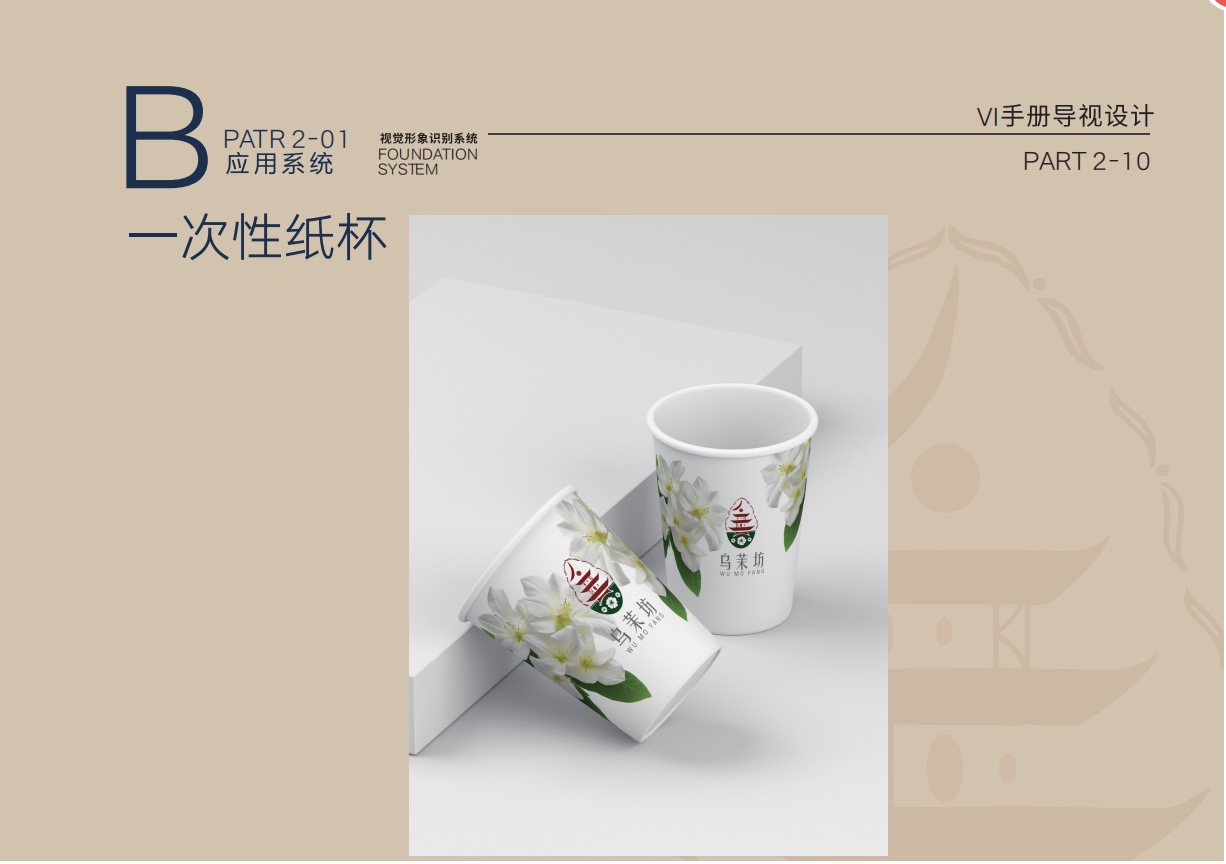 B
PATR 2-01
应用系统
视觉形象识别系统
FOUNDATION
SYSTEM
VI手册导视设计
PART 2-10
一次性纸杯
乌茉坊
WU MO FANG
乌茉坊
WU MO FANG